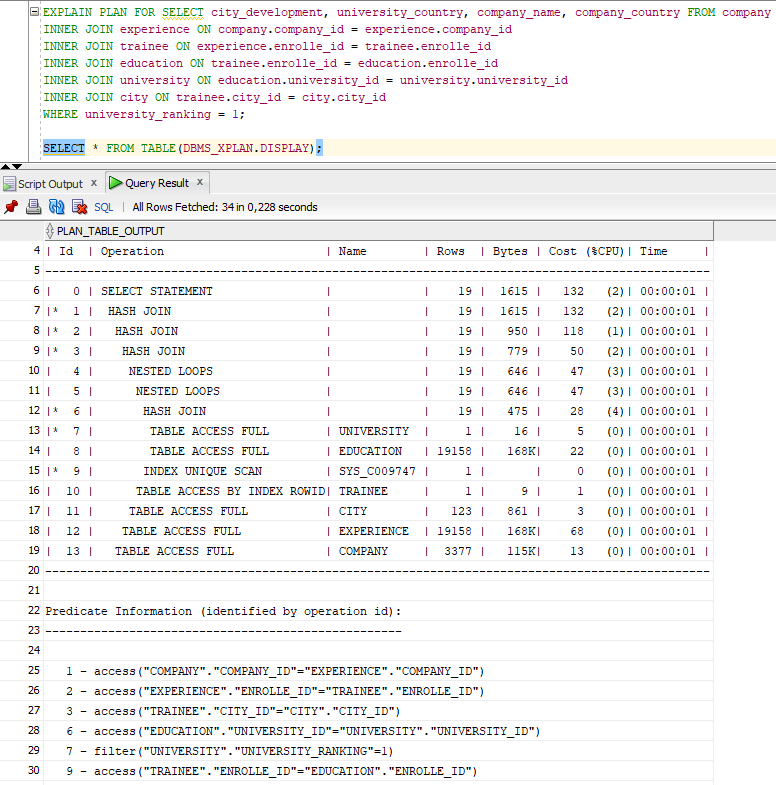 EXPLAIN PLAN FOR SELECT city_development, university_country, company_name, company_country FROM company
INNER JOIN experience ON company.company_id = experience.company_id
INNER JOIN trainee ON experience.enrolle_id = trainee.enrolle_id
INNER JOIN education ON trainee.enrolle_id = education.enrolle_id
INNER JOIN university ON education.university_id = university.university_id
INNER JOIN city ON trainee.city_id = city.city_id
WHERE university_ranking = 1;
SELECT * FROM TABLE(DBMS_XPLAN.DISPLAY);
Script Output x Query Result x
SQL | All Rows Fetched: 34 in 0,228 seconds
PLAN_TABLE_OUTPUT
4 | Id | Operation | Name | Rows | Bytes | Cost (%CPU)| Time |
5 -----------------------------------------------------------------------------------------------
6 | 0 | SELECT STATEMENT | | 19 | 1615 | 132 (2)| 00:00:01 |
7 |* 1 | HASH JOIN | | 19 | 1615 | 132 (2)| 00:00:01 |
8 |* 2 | HASH JOIN | | 19 | 950 | 118 (1)| 00:00:01 |
9 |* 3 | HASH JOIN | | 19 | 779 | 50 (2)| 00:00:01 |
10 | 4 | NESTED LOOPS | | 19 | 646 | 47 (3)| 00:00:01 |
11 | 5 | NESTED LOOPS | | 19 | 646 | 47 (3)| 00:00:01 |
12 |* 6 | HASH JOIN | | 19 | 475 | 28 (4)| 00:00:01 |
13 |* 7 | TABLE ACCESS FULL | UNIVERSITY | 1 | 16 | 5 (0)| 00:00:01 |
14 | 8 | TABLE ACCESS FULL | EDUCATION | 19158 | 168K| 22 (0)| 00:00:01 |
15 |* 9 | INDEX UNIQUE SCAN | SYS_C009747 | 1 | | 0 (0)| 00:00:01 |
16 | 10 | TABLE ACCESS BY INDEX ROWID| TRAINEE | 1 | 9 | 1 (0)| 00:00:01 |
17 | 11 | TABLE ACCESS FULL | CITY | 123 | 861 | 3 (0)| 00:00:01 |
18 | 12 | TABLE ACCESS FULL | EXPERIENCE | 19158 | 168K| 68 (0)| 00:00:01 |
19 | 13 | TABLE ACCESS FULL | COMPANY | 3377 | 115K| 13 (0)| 00:00:01 |
20 -----------------------------------------------------------------------------------------------
21
22 Predicate Information (identified by operation id):
23 ---------------------------------------------------
24
25 1 - access("COMPANY"."COMPANY_ID"="EXPERIENCE"."COMPANY_ID")
26 2 - access("EXPERIENCE"."ENROLLE_ID"="TRAINEE"."ENROLLE_ID")
27 3 - access("TRAINEE"."CITY_ID"="CITY"."CITY_ID")
28 6 - access("EDUCATION"."UNIVERSITY_ID"="UNIVERSITY"."UNIVERSITY_ID")
29 7 - filter("UNIVERSITY"."UNIVERSITY_RANKING"=1)
30 9 - access("TRAINEE"."ENROLLE_ID"="EDUCATION"."ENROLLE_ID")